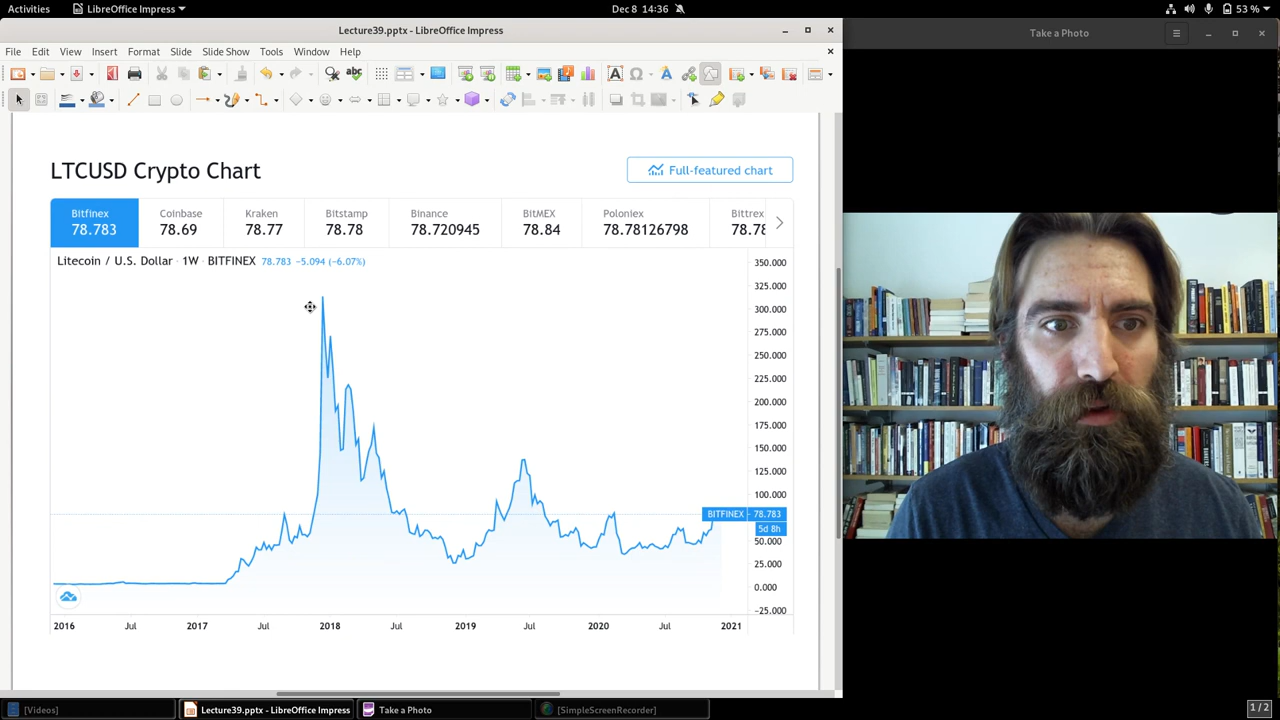 Activities LibreOffice Impress Dec 8 14:36 53 %
Lecture39.pptx - LibreOffice Impress
Take a Photo
File Edit View Insert Format Slide Slide Show Tools Window Help
LTCUSD Crypto Chart
Full-featured chart
Bitfinex Coinbase Kraken Bitstamp Binance BitMEX Poloniex Bittrex
78.783 78.69 78.77 78.78 78.720945 78.84 78.78126798 78.78
Litecoin / U.S. Dollar · 1W · BITFINEX 78.783 −5.094 (−6.07%)
350.000
325.000
300.000
275.000
250.000
225.000
200.000
175.000
150.000
125.000
100.000
BITFINEX 78.783
5d 8h
50.000
25.000
0.000
−25.000
2016 Jul 2017 Jul 2018 Jul 2019 Jul 2020 Jul 2021
[Videos] Lecture39.pptx - LibreOffice Impress Take a Photo [SimpleScreenRecorder] 1 / 2